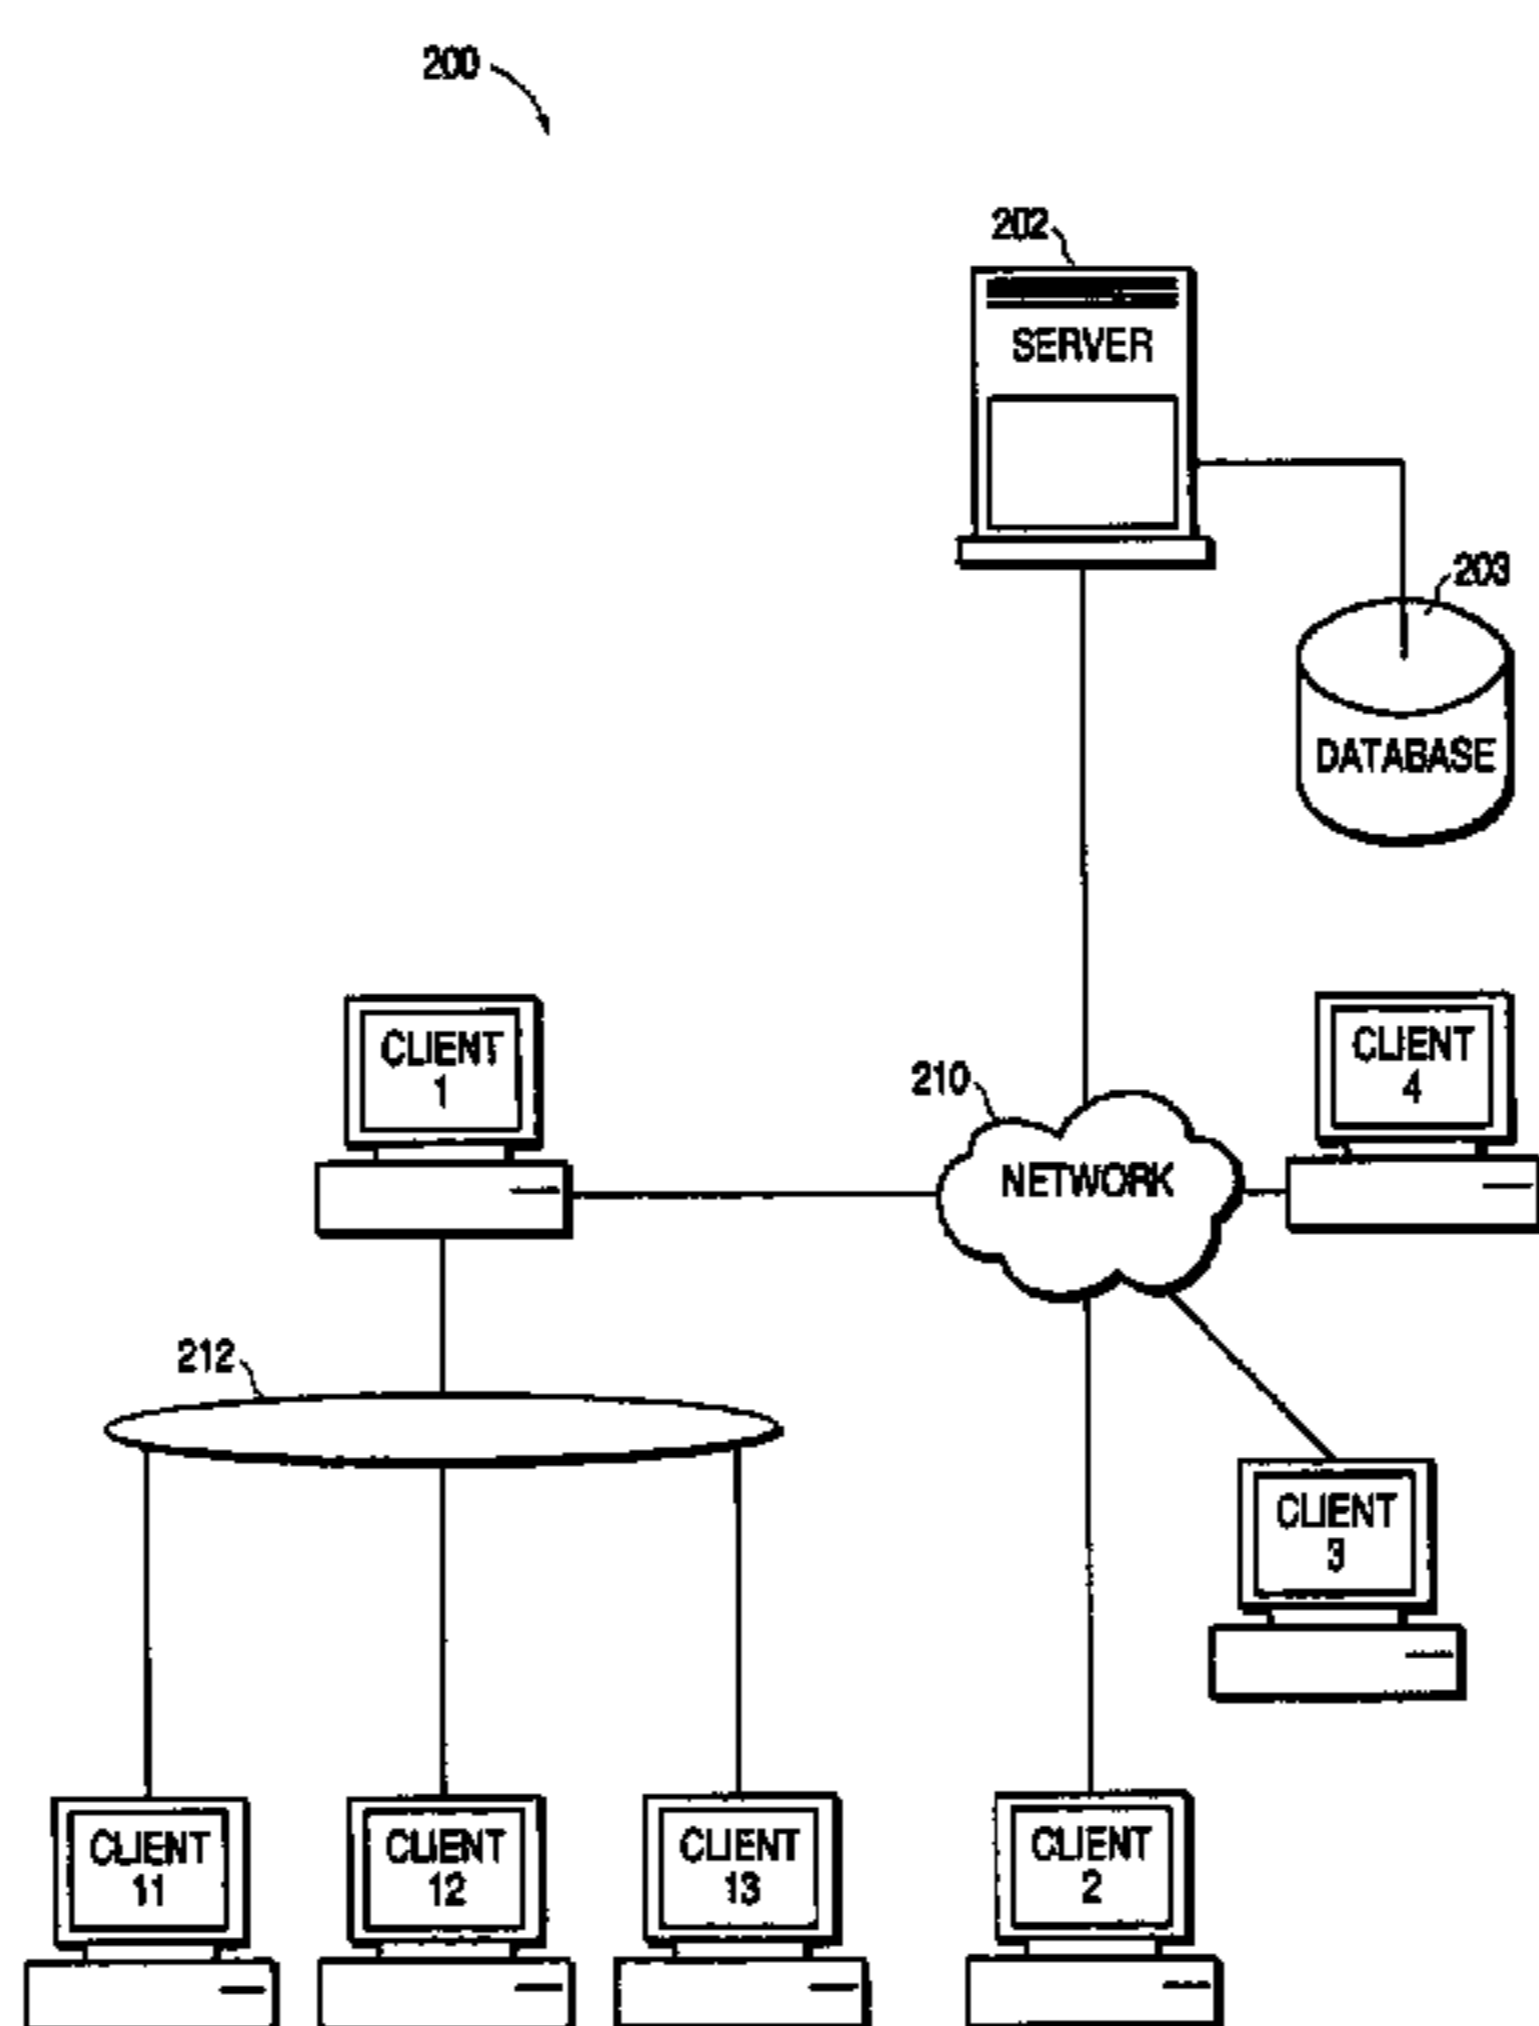 200
202
SERVER
203
DATABASE
CLIENT
1
210
NETWORK
CLIENT
4
212
CLIENT
3
CLIENT
11
CLIENT
12
CLIENT
13
CLIENT
2